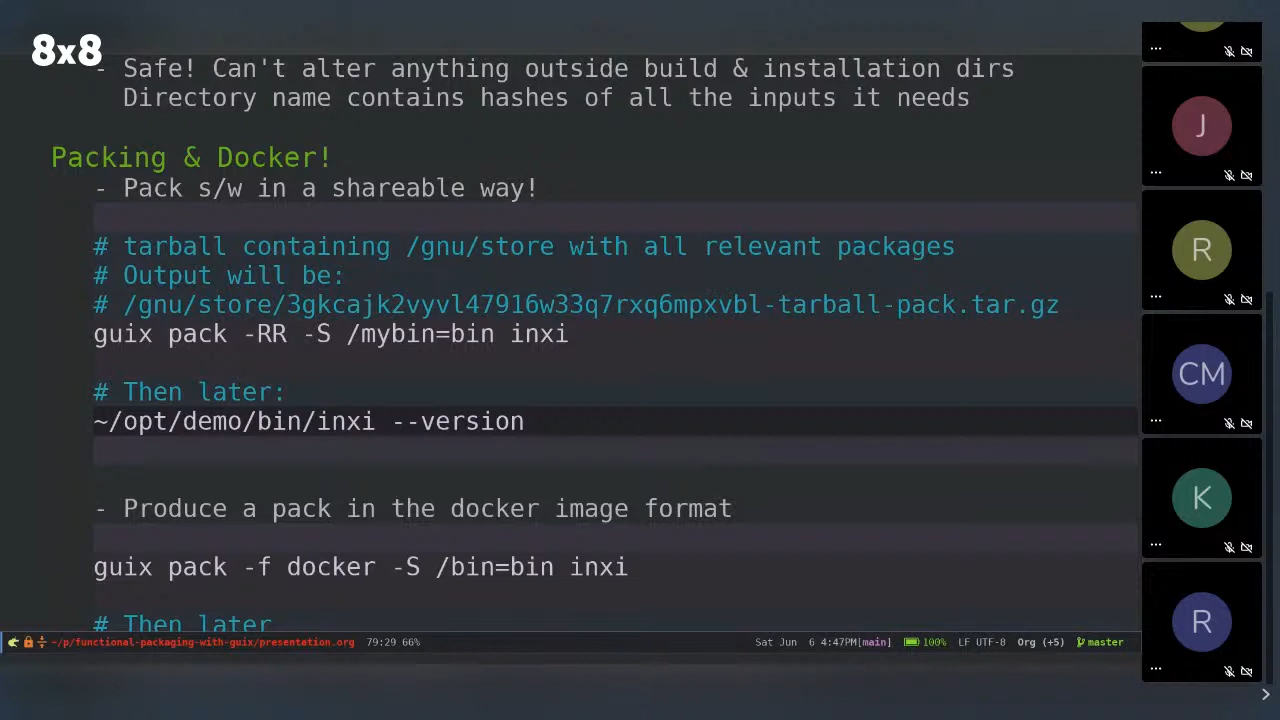 8x8
- Safe! Can't alter anything outside build & installation dirs
Directory name contains hashes of all the inputs it needs
Packing & Docker!
- Pack s/w in a shareable way!
# tarball containing /gnu/store with all relevant packages
# Output will be:
# /gnu/store/3gkcajk2vyvl47916w33q7rxq6mpxvbl-tarball-pack.tar.gz
guix pack -RR -S /mybin=bin inxi
# Then later:
~/opt/demo/bin/inxi --version
- Produce a pack in the docker image format
guix pack -f docker -S /bin=bin inxi
# Then later
~/p/functional-packaging-with-guix/presentation.org 79:29 66% Sat Jun 6 4:47PM[main] 100% LF UTF-8 Org (+5) master
J
R
CM
K
R